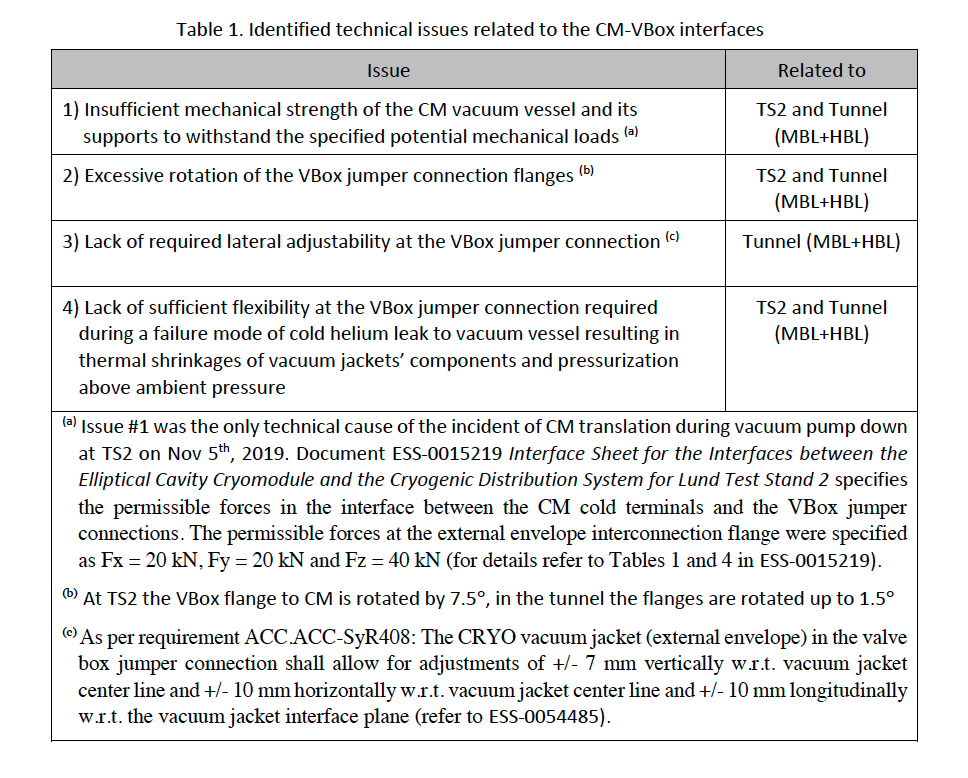 Table 1. Identified technical issues related to the CM-VBox interfaces
Issue
Related to
1) Insufficient mechanical strength of the CM vacuum vessel and its
supports to withstand the specified potential mechanical loads (a)
TS2 and Tunnel
(MBL+HBL)
2) Excessive rotation of the VBox jumper connection flanges (b)
TS2 and Tunnel
(MBL+HBL)
3) Lack of required lateral adjustability at the VBox jumper connection (c)
Tunnel (MBL+HBL)
4) Lack of sufficient flexibility at the VBox jumper connection required
during a failure mode of cold helium leak to vacuum vessel resulting in
thermal shrinkages of vacuum jackets’ components and pressurization
above ambient pressure
TS2 and Tunnel
(MBL+HBL)
(a) Issue #1 was the only technical cause of the incident of CM translation during vacuum pump down
at TS2 on Nov 5th, 2019. Document ESS-0015219 Interface Sheet for the Interfaces between the
Elliptical Cavity Cryomodule and the Cryogenic Distribution System for Lund Test Stand 2 specifies
the permissible forces in the interface between the CM cold terminals and the VBox jumper
connections. The permissible forces at the external envelope interconnection flange were specified
as Fx = 20 kN, Fy = 20 kN and Fz = 40 kN (for details refer to Tables 1 and 4 in ESS-0015219).
(b) At TS2 the VBox flange to CM is rotated by 7.5°, in the tunnel the flanges are rotated up to 1.5°
(c) As per requirement ACC.ACC-SyR408: The CRYO vacuum jacket (external envelope) in the valve
box jumper connection shall allow for adjustments of +/- 7 mm vertically w.r.t. vacuum jacket
center line and +/- 10 mm horizontally w.r.t. vacuum jacket center line and +/- 10 mm longitudinally
w.r.t. the vacuum jacket interface plane (refer to ESS-0054485).